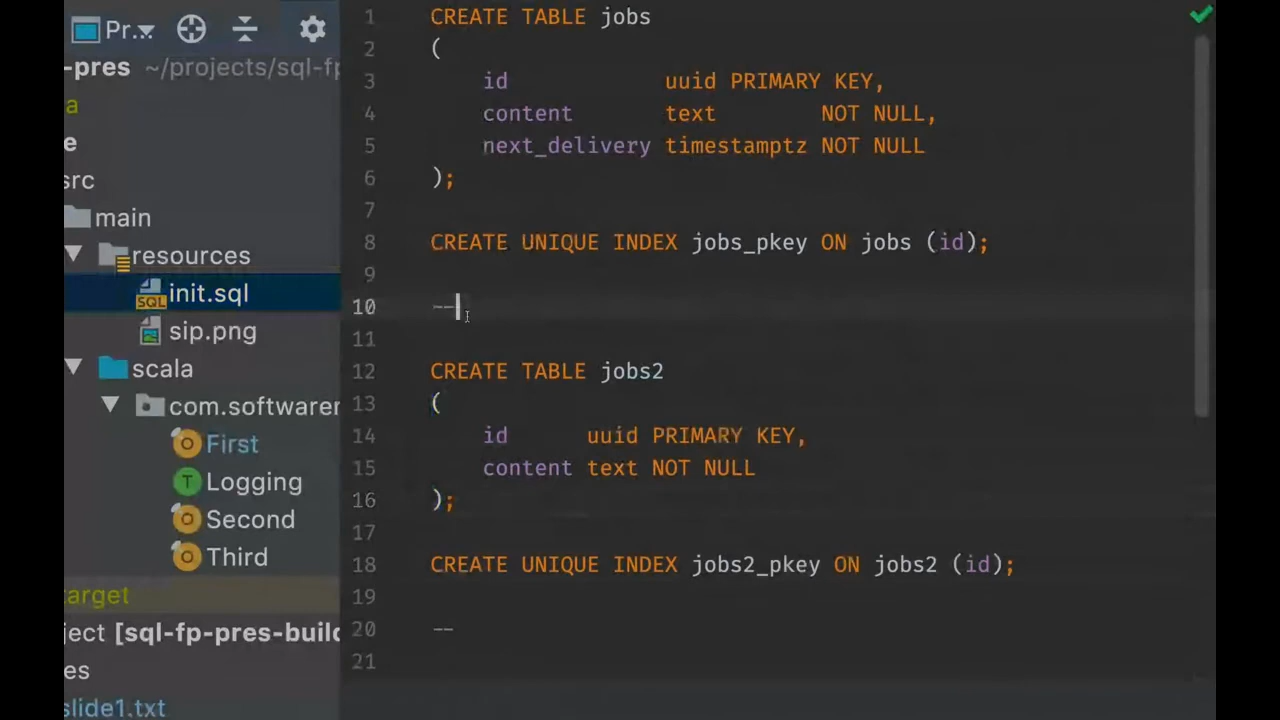 Pr...
-pres ~/projects/sql-fp
a
e
src
main
resources
init.sql
sip.png
scala
com.softwarer
First
Logging
Second
Third
target
ject [sql-fp-pres-build
es
slide1.txt
1 CREATE TABLE jobs
2 (
3 id uuid PRIMARY KEY,
4 content text NOT NULL,
5 next_delivery timestamptz NOT NULL
6 );
7
8 CREATE UNIQUE INDEX jobs_pkey ON jobs (id);
9
10 --
11
12 CREATE TABLE jobs2
13 (
14 id uuid PRIMARY KEY,
15 content text NOT NULL
16 );
17
18 CREATE UNIQUE INDEX jobs2_pkey ON jobs2 (id);
19
20 --
21